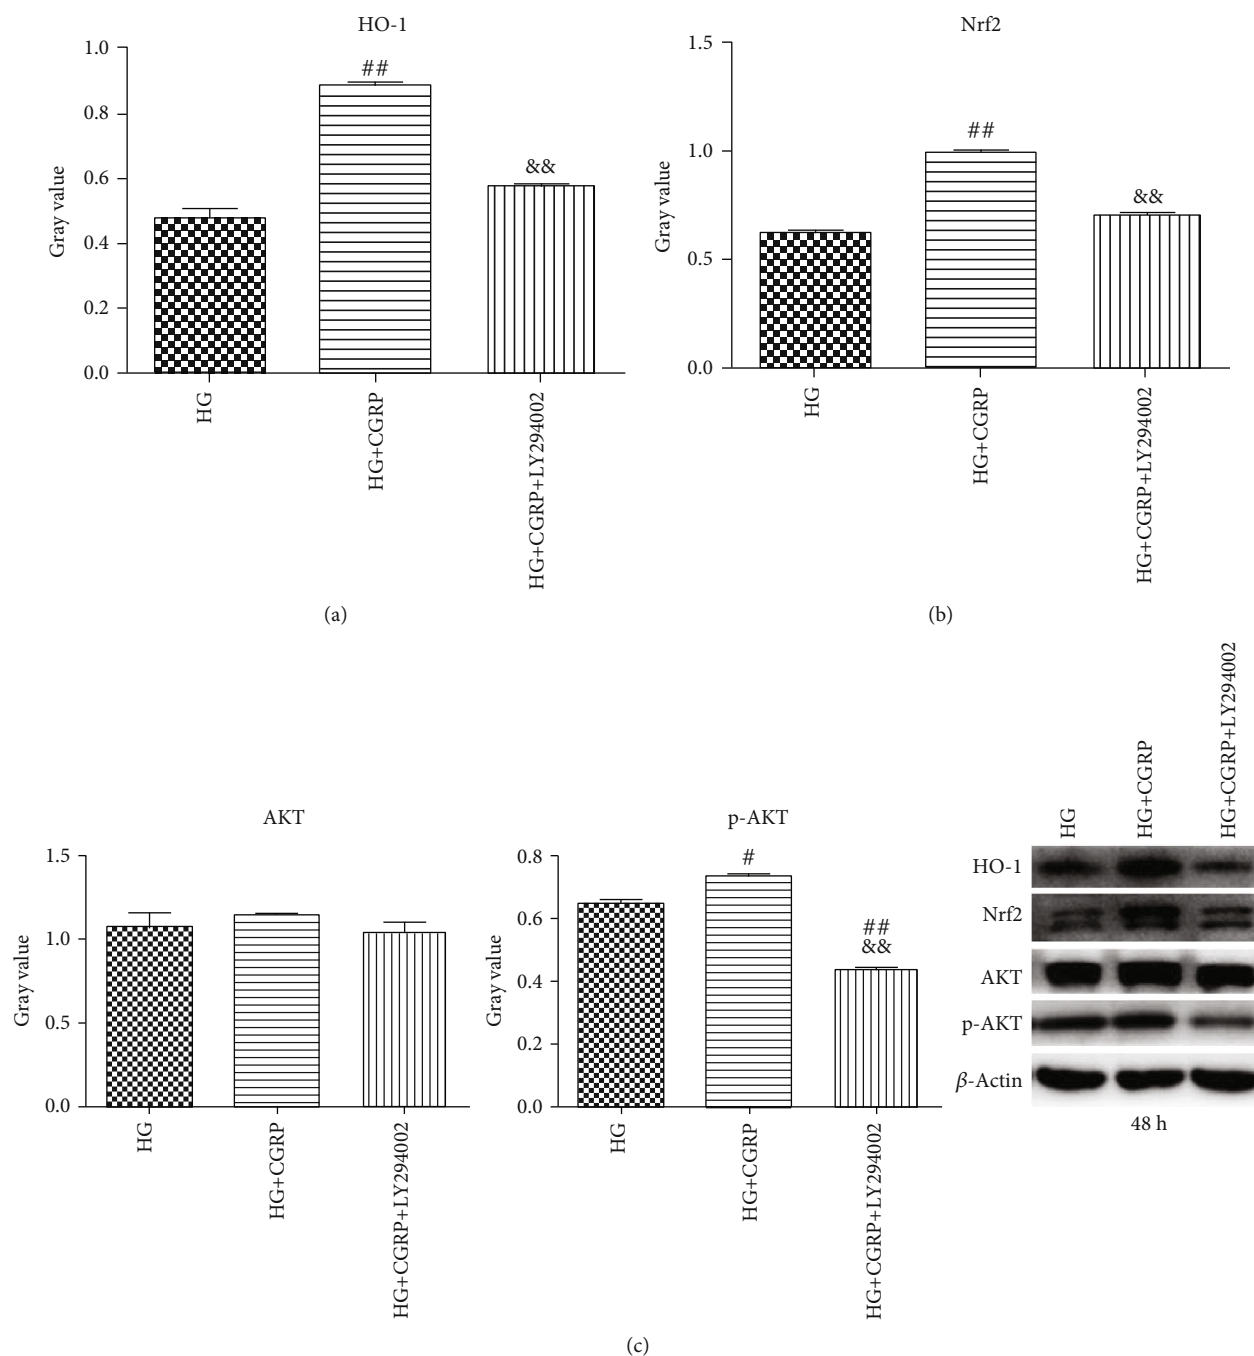 HO-1
Gray value
1.0
0.8
0.6
0.4
0.2
0.0
##
&&
HG
HG+CGRP
HG+CGRP+LY294002
(a)
Nrf2
Gray value
1.5
1.0
0.5
0.0
##
&&
HG
HG+CGRP
HG+CGRP+LY294002
(b)
AKT
Gray value
1.5
1.0
0.5
0.0
HG
HG+CGRP
HG+CGRP+LY294002
p-AKT
Gray value
0.8
0.6
0.4
0.2
0.0
#
##
&&
HG
HG+CGRP
HG+CGRP+LY294002
HG
HG+CGRP
HG+CGRP+LY294002
HO-1
Nrf2
AKT
p-AKT
β-Actin
48 h
(c)